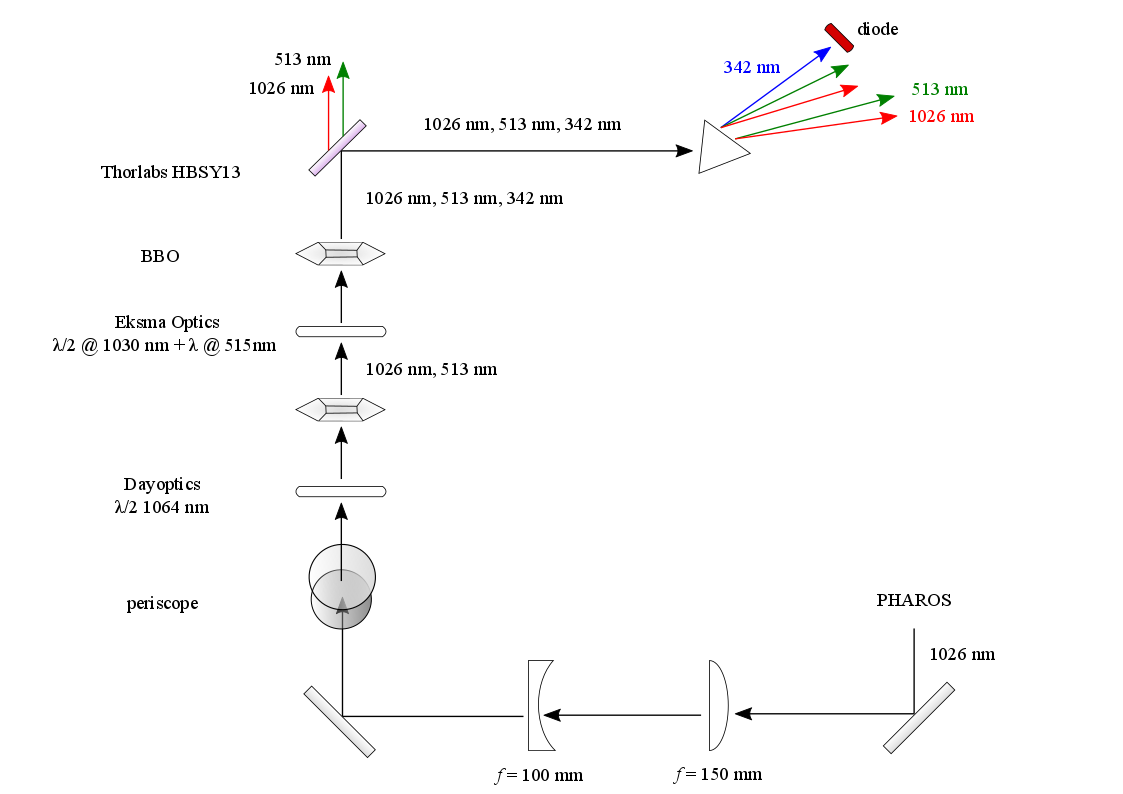 diode
513 nm
342 nm
1026 nm
513 nm
1026 nm
1026 nm, 513 nm, 342 nm
Thorlabs HBSY13
1026 nm, 513 nm, 342 nm
BBO
Eksma Optics
λ/2 @ 1030 nm + λ @ 515nm
1026 nm, 513 nm
Dayoptics
λ/2 1064 nm
periscope
PHAROS
1026 nm
f = 100 mm
f = 150 mm